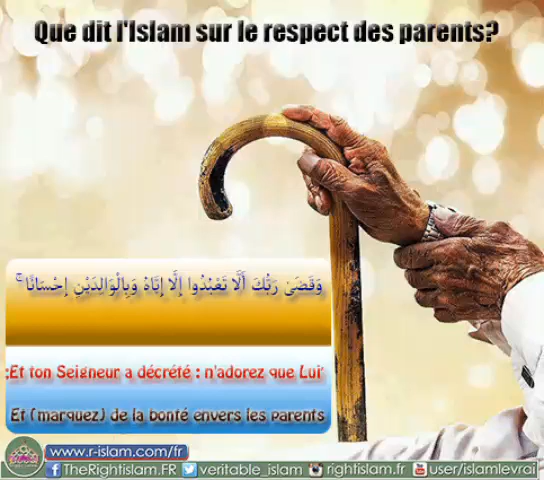 Que dit l'Islam sur le respect des parents?
وَقَضَىٰ رَبُّكَ أَلَّا تَعْبُدُوا إِلَّا إِيَّاهُ وَبِالْوَالِدَيْنِ إِحْسَانًا ۚ
:Et ton Seigneur a décrété : n'adorez que Lui'
Et (marquez) de la bonté envers les parents
www.r-islam.com/fr
TheRightislam.FR veritable_islam rightislam.fr user/islamlevrai